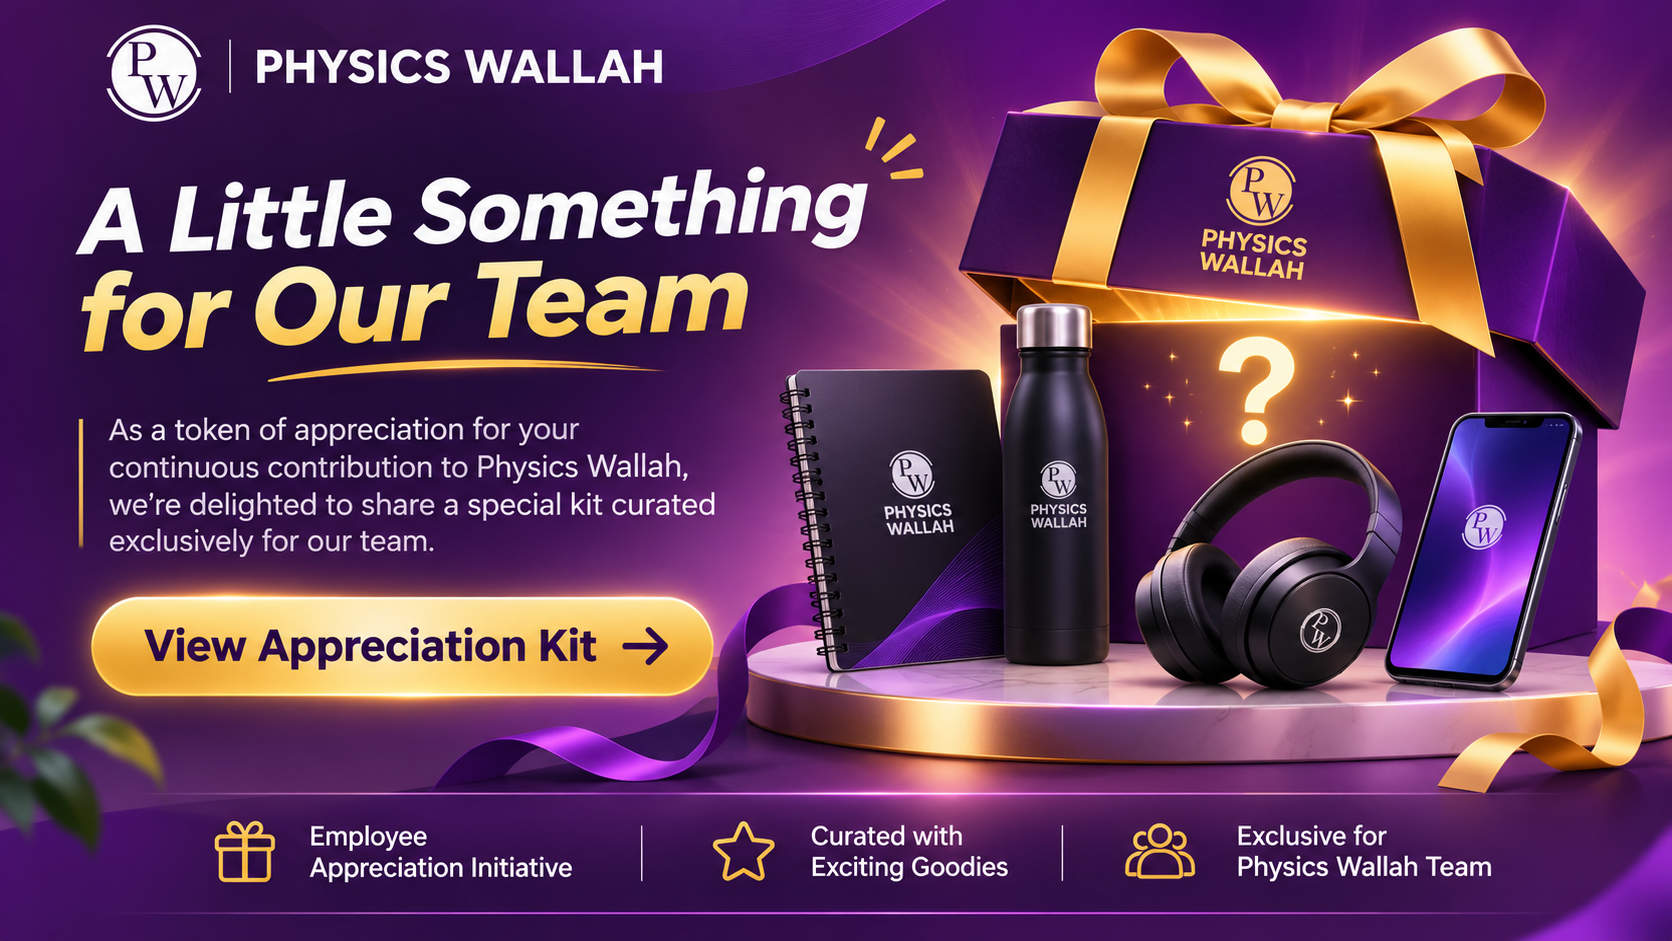 PW
PHYSICS WALLAH
A Little Something
for Our Team
As a token of appreciation for your
continuous contribution to Physics Wallah,
we're delighted to share a special kit curated
exclusively for our team.
View Appreciation Kit →
PW
PHYSICS
WALLAH
?
PW
PHYSICS
WALLAH
PW
PHYSICS
WALLAH
PW
PW
Employee
Appreciation Initiative
Curated with
Exciting Goodies
Exclusive for
Physics Wallah Team